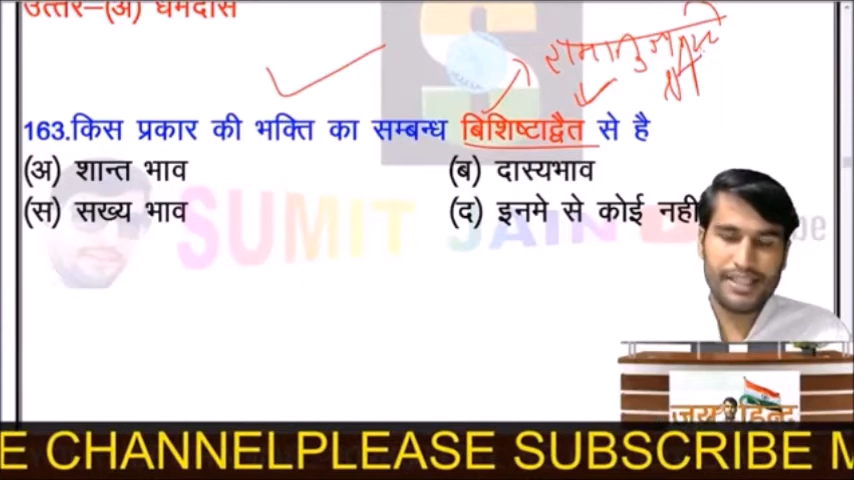 उत्तर–(अ) धर्मदास
रामानुजाचार्य
श्री
163.किस प्रकार की भक्ति का सम्बन्ध बिशिष्टाद्वैत से है
(अ) शान्त भाव (ब) दास्यभाव
(स) सख्य भाव (द) इनमे से कोई नही
SUMIT JAIN
जय हिन्द
E CHANNELPLEASE SUBSCRIBE M